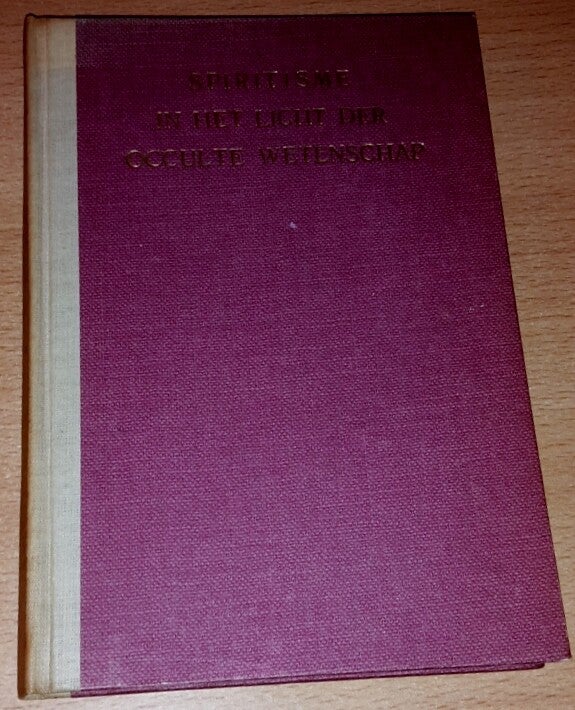 SPIRITISME
IN HET LICHT DER
OCCULTE WETENSCHAP